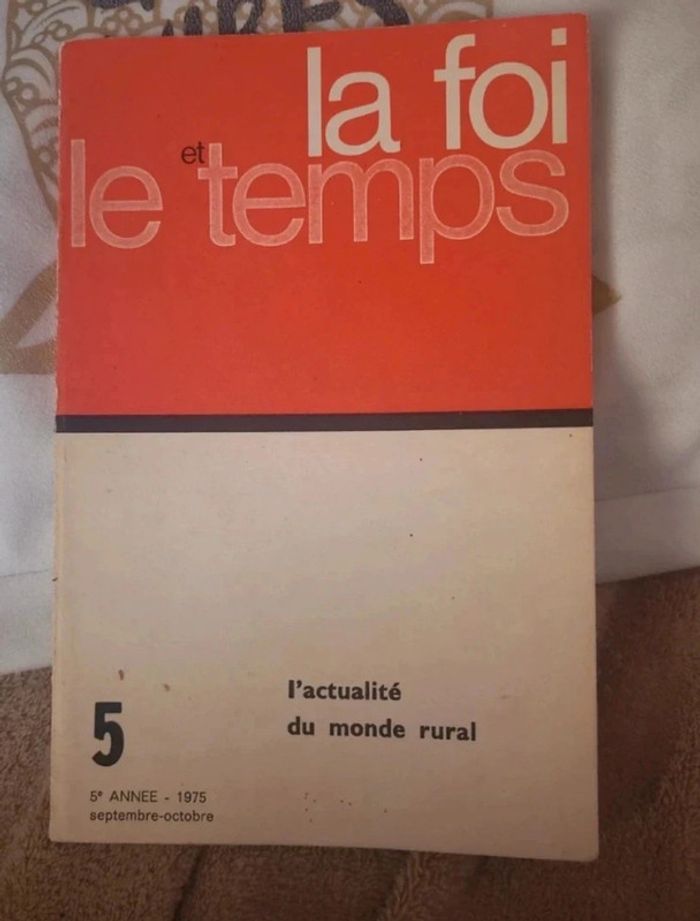 la foi
et
le temps
l'actualité
du monde rural
5
5e ANNEE - 1975
septembre-octobre